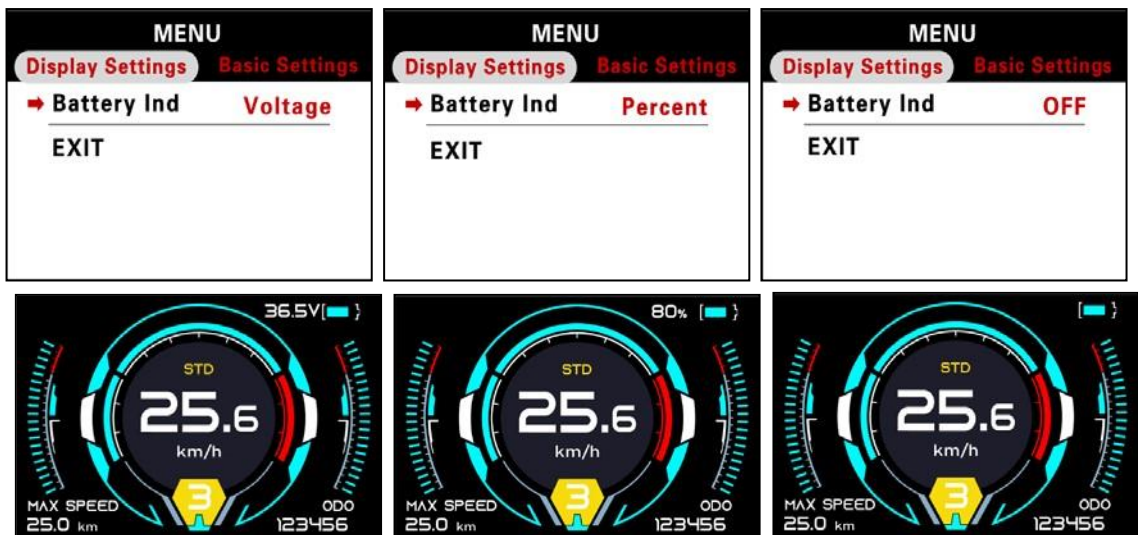 MENU
Display Settings Basic Settings
Battery Ind Voltage
EXIT
MENU
Display Settings Basic Settings
Battery Ind Percent
EXIT
MENU
Display Settings Basic Settings
Battery Ind OFF
EXIT
36.5V
STD
25.6
km/h
3
MAX SPEED
25.0 km
ODO
123456
80%
STD
25.6
km/h
3
MAX SPEED
25.0 km
ODO
123456
STD
25.6
km/h
3
MAX SPEED
25.0 km
ODO
123456